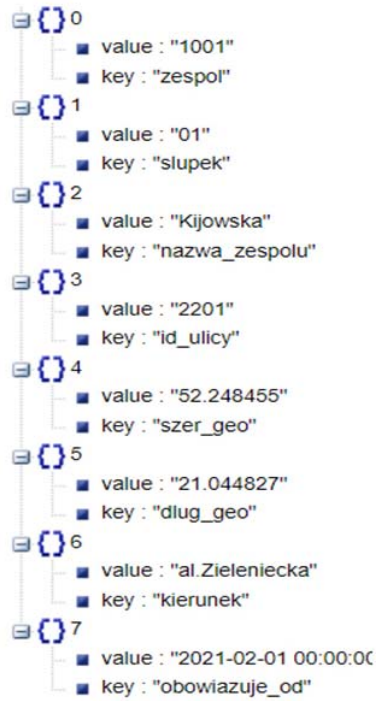 0
value : "1001"
key : "zespol"
1
value : "01"
key : "slupek"
2
value : "Kijowska"
key : "nazwa_zespolu"
3
value : "2201"
key : "id_ulicy"
4
value : "52.248455"
key : "szer_geo"
5
value : "21.044827"
key : "dlug_geo"
6
value : "al.Zieleniecka"
key : "kierunek"
7
value : "2021-02-01 00:00:0
key : "obowiazuje_od"